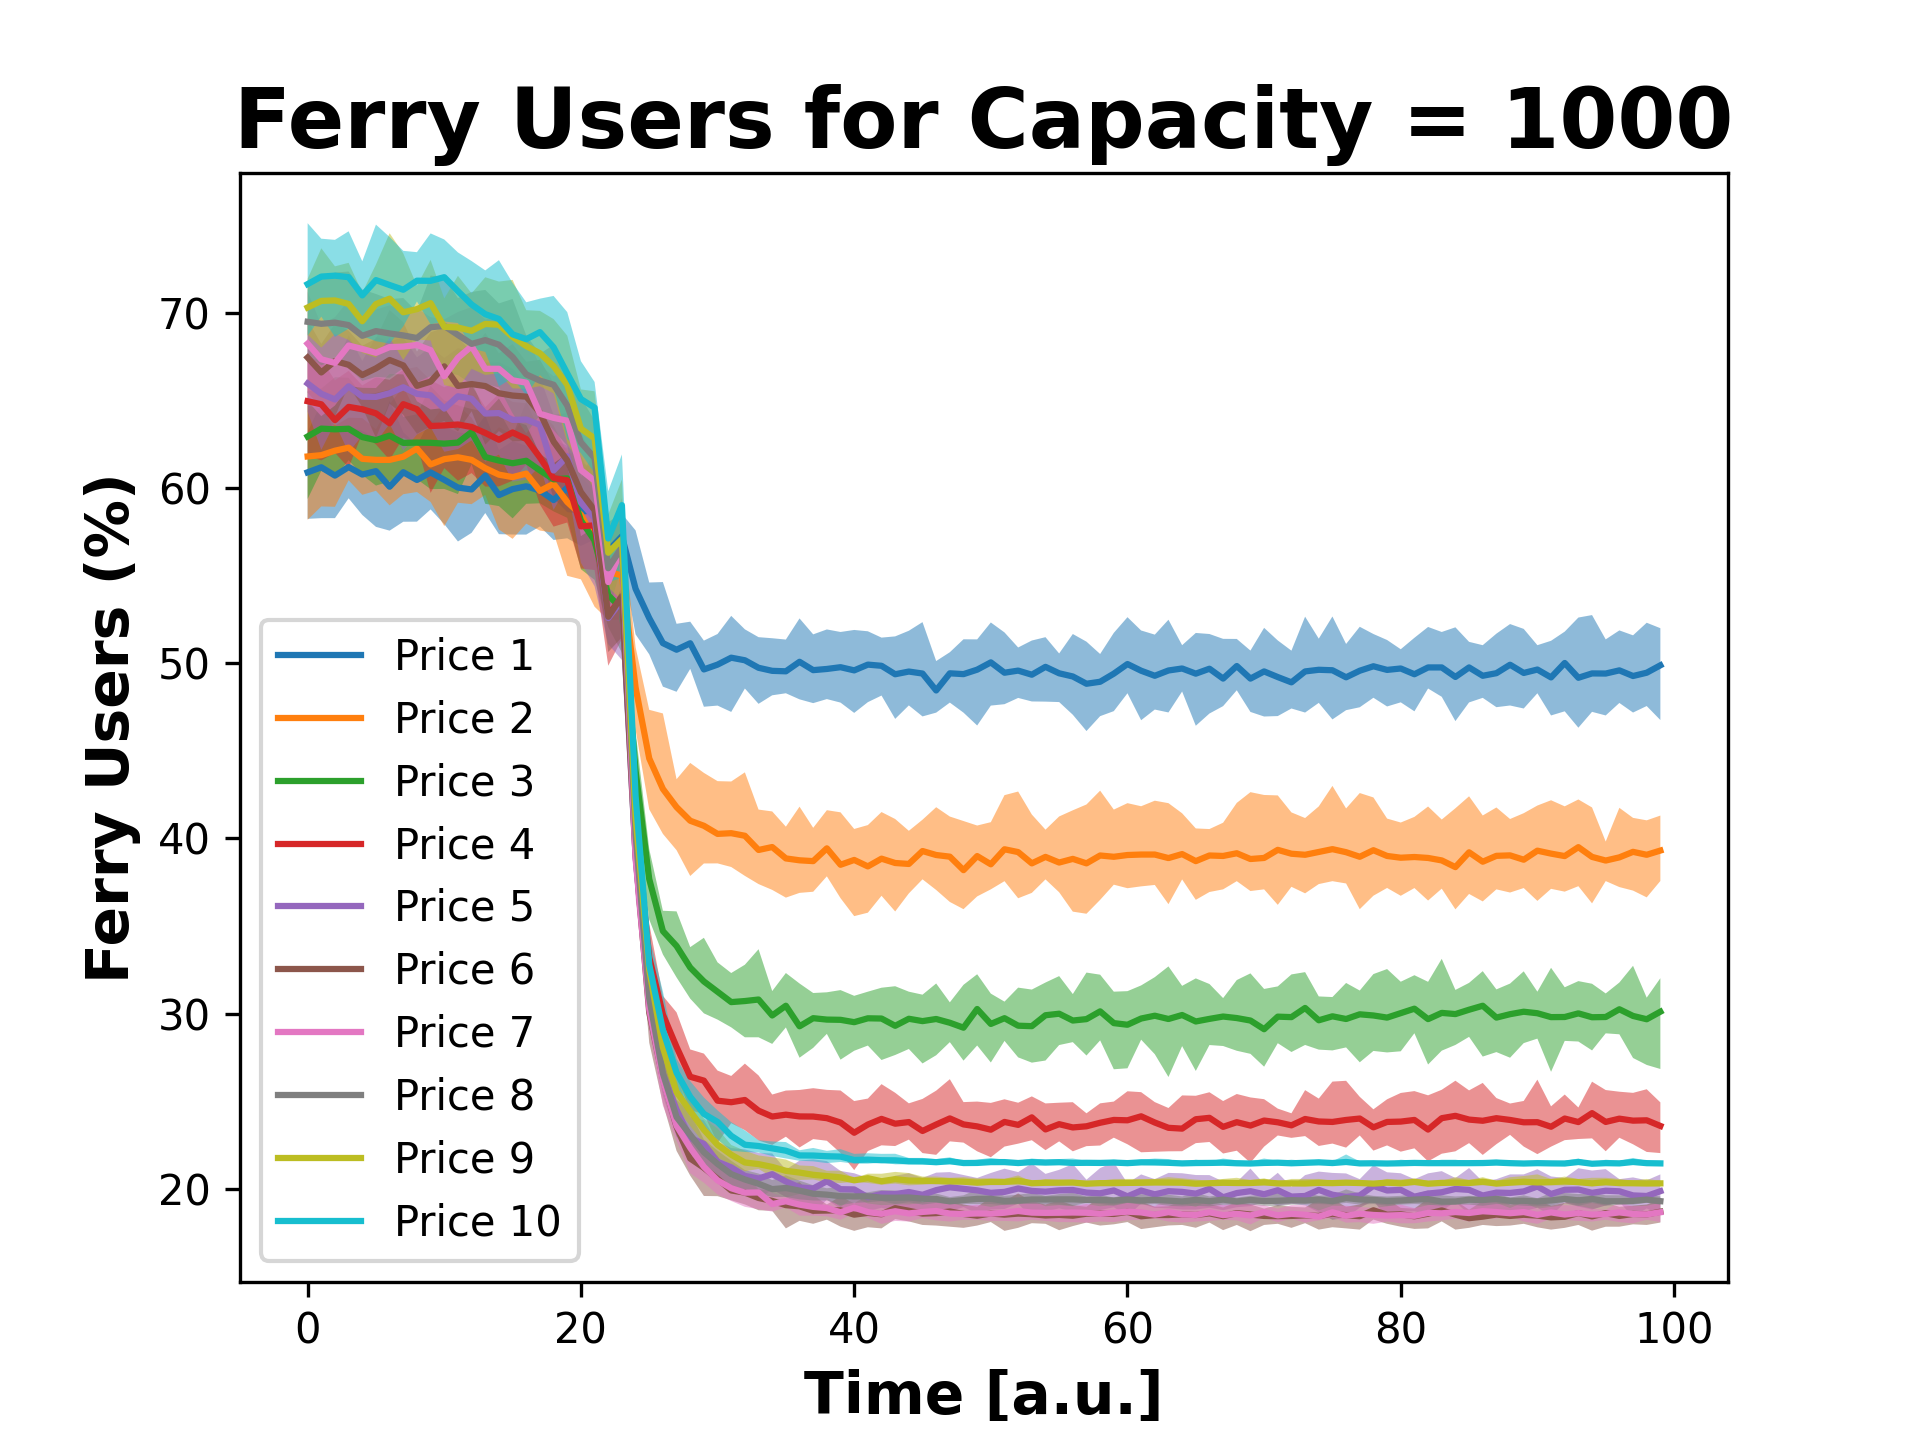 Ferry Users for Capacity = 1000
Ferry Users (%)
70
60
50
40
30
20
Price 1
Price 2
Price 3
Price 4
Price 5
Price 6
Price 7
Price 8
Price 9
Price 10
0 20 40 60 80 100
Time [a.u.]